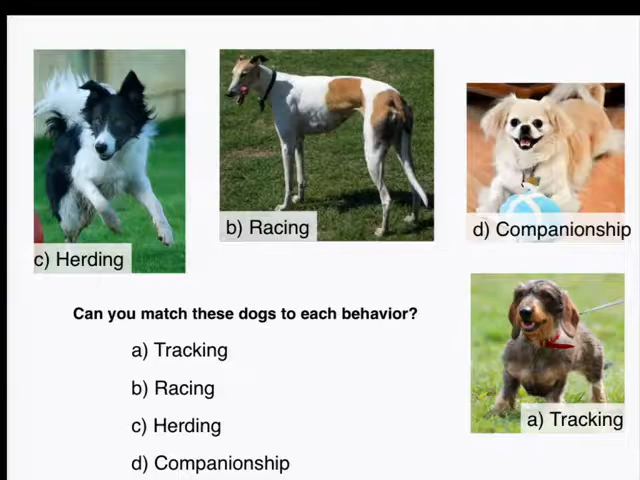 b) Racing
d) Companionship
c) Herding
Can you match these dogs to each behavior?
a) Tracking
b) Racing
c) Herding
d) Companionship
a) Tracking